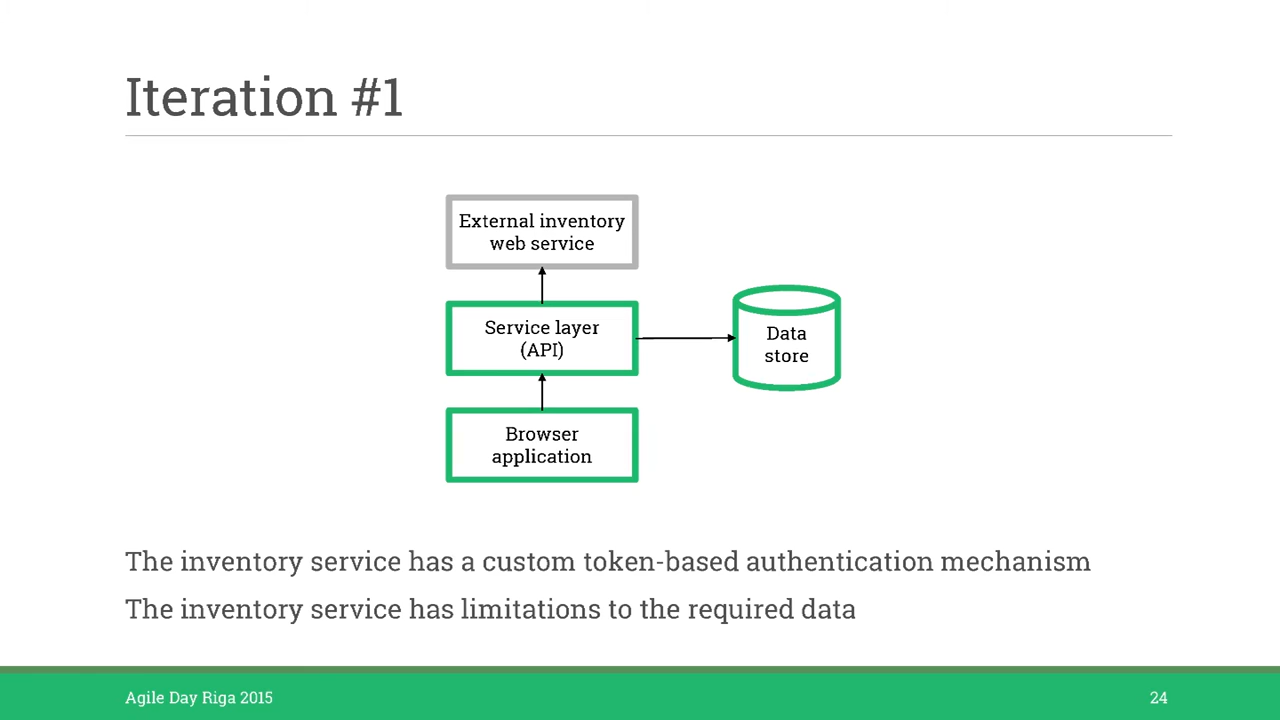 Iteration #1
External inventory
web service
Service layer
(API)
Data
store
Browser
application
The inventory service has a custom token-based authentication mechanism
The inventory service has limitations to the required data
Agile Day Riga 2015
24